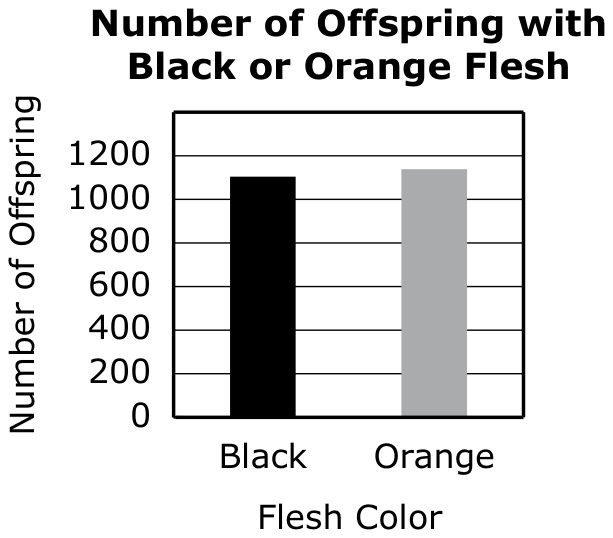 Number of Offspring with
Black or Orange Flesh
Number of Offspring
1200
1000
800
600
400
200
0
Black Orange
Flesh Color